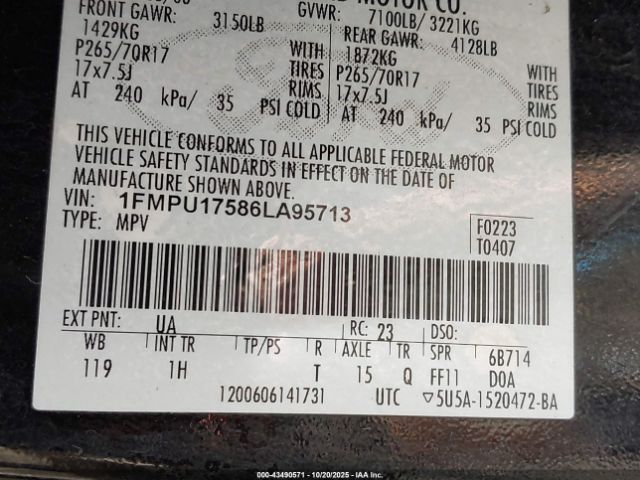 MOTOR CO.
FRONT GAWR: 3150LB GVWR: 7100LB/ 3221KG
1429KG WITH REAR GAWR: 4128LB
P265/70R17 TIRES 1872KG WITH
17x7.5J RIMS P265/70R17 TIRES
AT 240 kPa/ 35 PSI COLD 17x7.5J RIMS
AT 240 kPa/ 35 PSI COLD
THIS VEHICLE CONFORMS TO ALL APPLICABLE FEDERAL MOTOR
VEHICLE SAFETY STANDARDS IN EFFECT ON THE DATE OF
MANUFACTURE SHOWN ABOVE.
VIN: 1FMPU17586LA95713
TYPE: MPV
F0223
T0407
EXT PNT: UA RC: 23 DSO:
WB INT TR TP/PS R AXLE TR SPR 6B714
119 1H T 15 Q FF11 DOA
1200606141731 UTC ▽5U5A-1520472-BA
000-43490571 | 10/20/2025 | IAA, Inc.